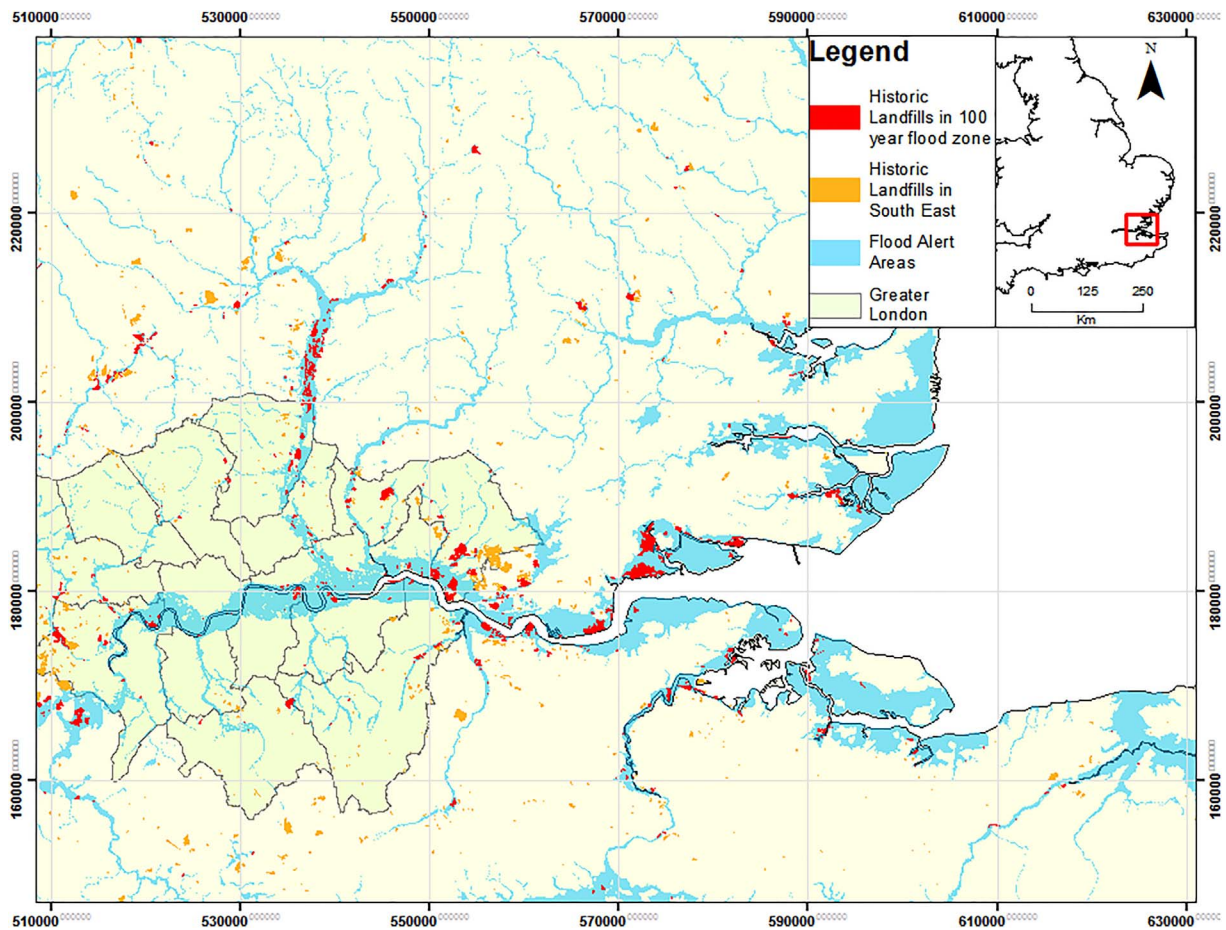 510000 530000 550000 570000 590000 610000 630000
Legend
Historic
Landfills in 100
year flood zone
Historic
Landfills in
South East
Flood Alert
Areas
Greater
London
N
0 125 250
Km
220000 220000
200000 200000
180000 180000
160000 160000
510000 530000 550000 570000 590000 610000 630000